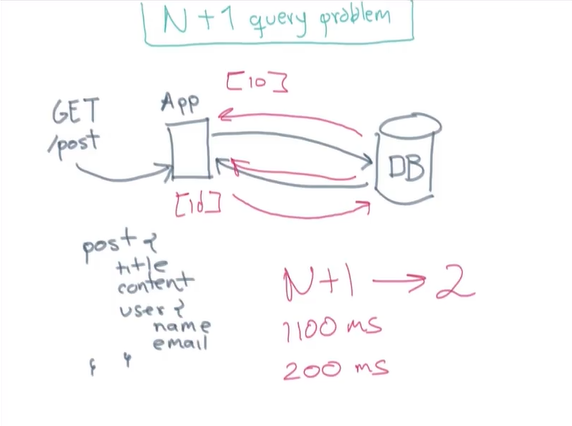 N+1 query problem
[10]
GET
/post
App
DB
[id]
post {
title
content
user {
name
email
} }
N+1 → 2
1100 ms
200 ms